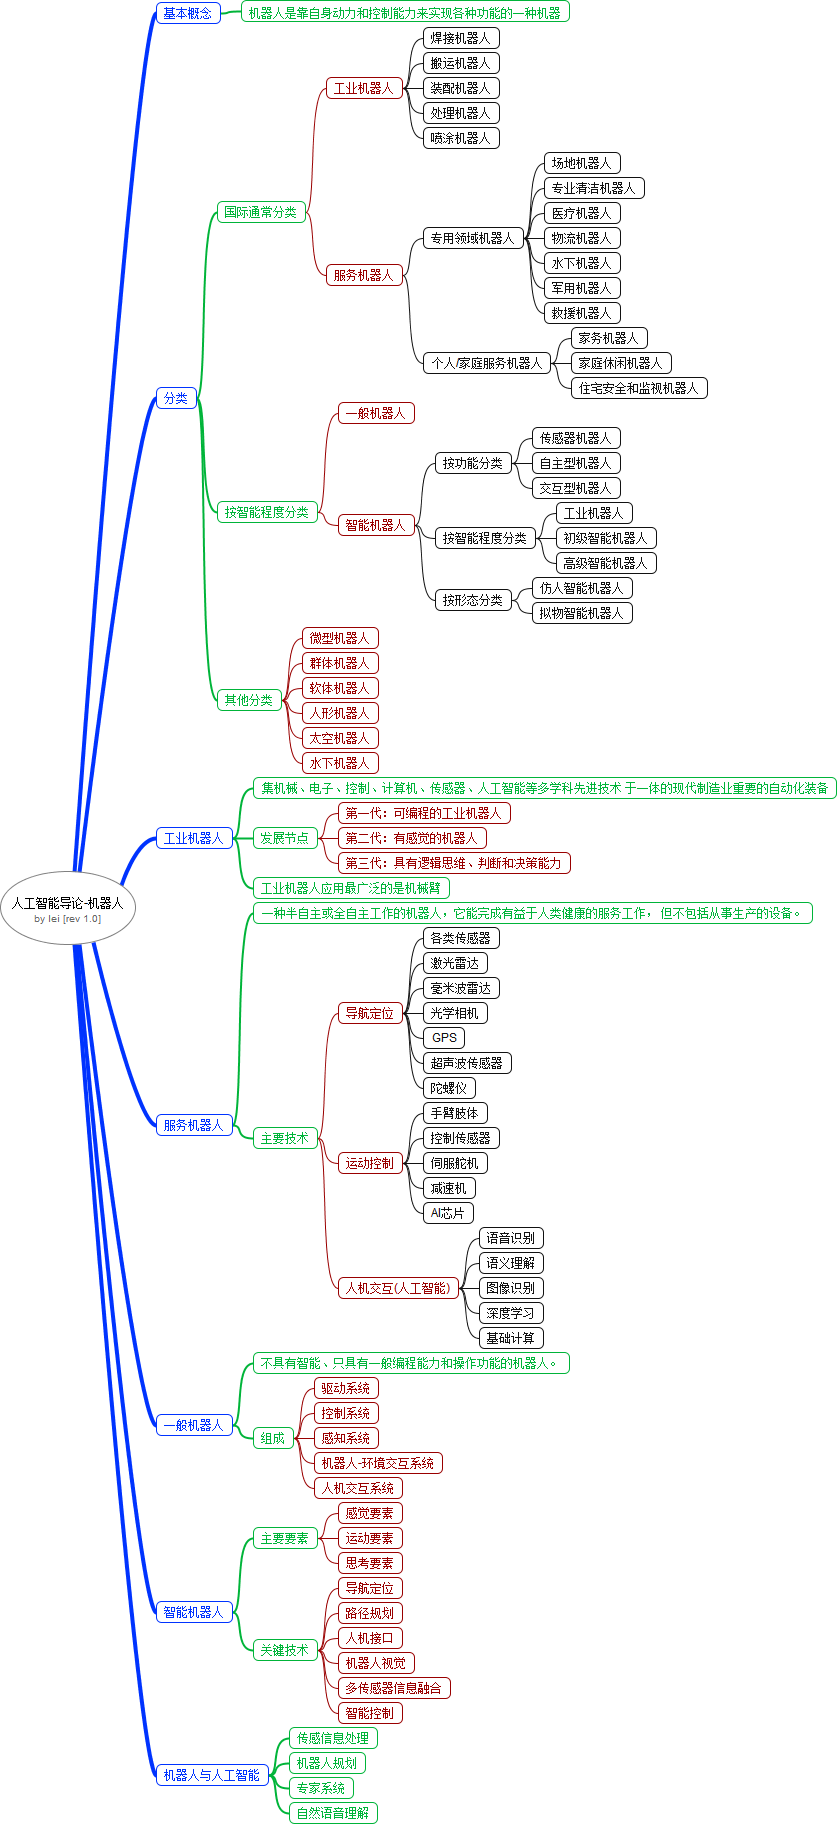 基本概念
机器人是靠自身动力和控制能力来实现各种功能的一种机器
焊接机器人
搬运机器人
工业机器人
装配机器人
处理机器人
喷涂机器人
场地机器人
专业清洁机器人
国际通常分类
医疗机器人
专用领域机器人
物流机器人
水下机器人
服务机器人
军用机器人
救援机器人
家务机器人
个人/家庭服务机器人
家庭休闲机器人
住宅安全和监视机器人
分类
一般机器人
传感器机器人
按功能分类
自主型机器人
交互型机器人
按智能程度分类
工业机器人
智能机器人
按智能程度分类
初级智能机器人
高级智能机器人
仿人智能机器人
按形态分类
拟物智能机器人
微型机器人
群体机器人
软体机器人
其他分类
人形机器人
太空机器人
水下机器人
集机械、电子、控制、计算机、传感器、人工智能等多学科先进技术 于一体的现代制造业重要的自动化装备
第一代：可编程的工业机器人
工业机器人
发展节点
第二代：有感觉的机器人
第三代：具有逻辑思维、判断和决策能力
工业机器人应用最广泛的是机械臂
人工智能导论-机器人
by lei [rev 1.0]
一种半自主或全自主工作的机器人，它能完成有益于人类健康的服务工作， 但不包括从事生产的设备。
各类传感器
激光雷达
毫米波雷达
导航定位
光学相机
GPS
超声波传感器
陀螺仪
服务机器人
主要技术
手臂肢体
控制传感器
运动控制
伺服舵机
减速机
AI芯片
语音识别
语义理解
人机交互(人工智能)
图像识别
深度学习
基础计算
不具有智能、只具有一般编程能力和操作功能的机器人。
驱动系统
控制系统
一般机器人
组成
感知系统
机器人-环境交互系统
人机交互系统
感觉要素
主要要素
运动要素
思考要素
导航定位
智能机器人
路径规划
人机接口
关键技术
机器人视觉
多传感器信息融合
智能控制
传感信息处理
机器人规划
机器人与人工智能
专家系统
自然语音理解